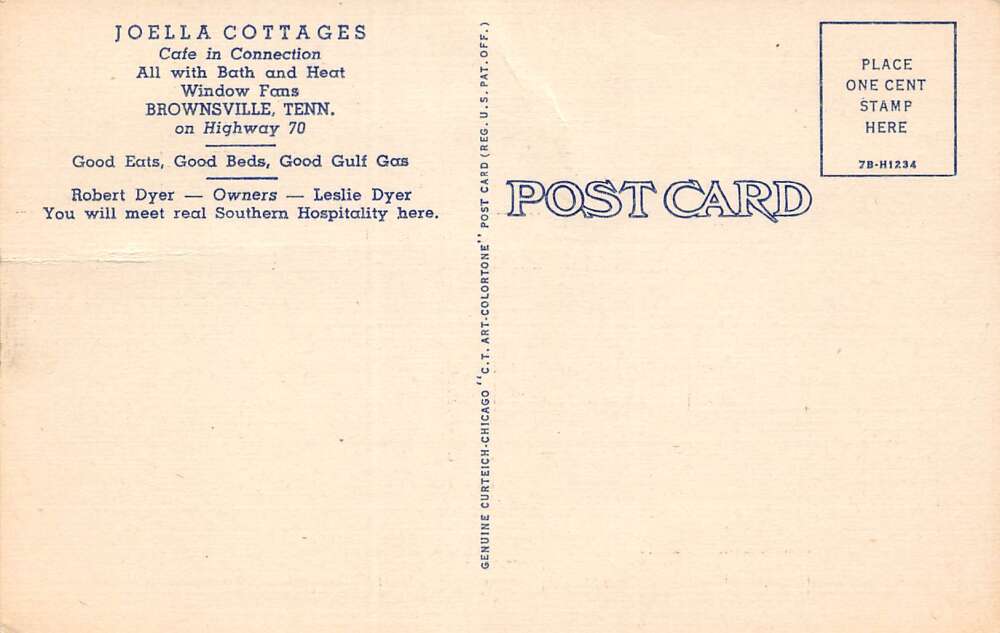 JOELLA COTTAGES
Cafe in Connection
All with Bath and Heat
Window Fans
BROWNSVILLE, TENN.
on Highway 70
Good Eats, Good Beds, Good Gulf Gas
Robert Dyer — Owners — Leslie Dyer
You will meet real Southern Hospitality here.
GENUINE CURTEICH-CHICAGO "C.T. ART-COLORTONE" POST CARD (REG. U.S. PAT. OFF.)
POST CARD
PLACE
ONE CENT
STAMP
HERE
7B-H1234